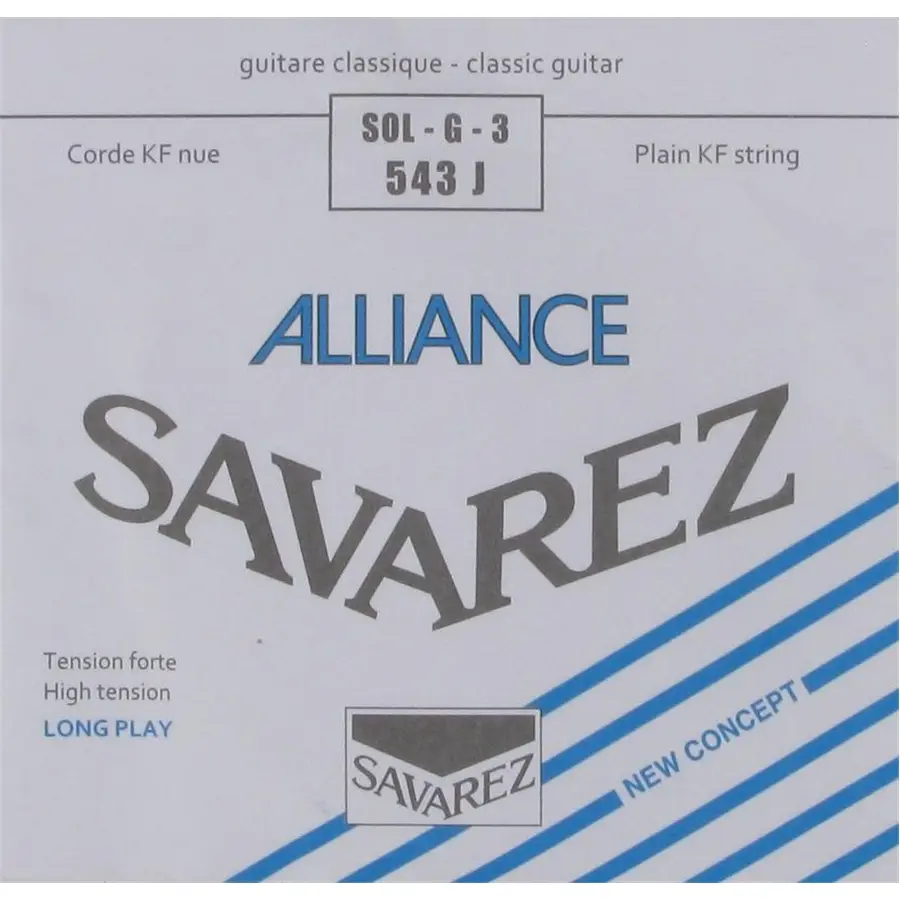 guitare classique - classic guitar
SOL - G - 3
543 J
Corde KF nue
Plain KF string
ALLIANCE
SAVAREZ
Tension forte
High tension
LONG PLAY
NEW CONCEPT
SAVAREZ